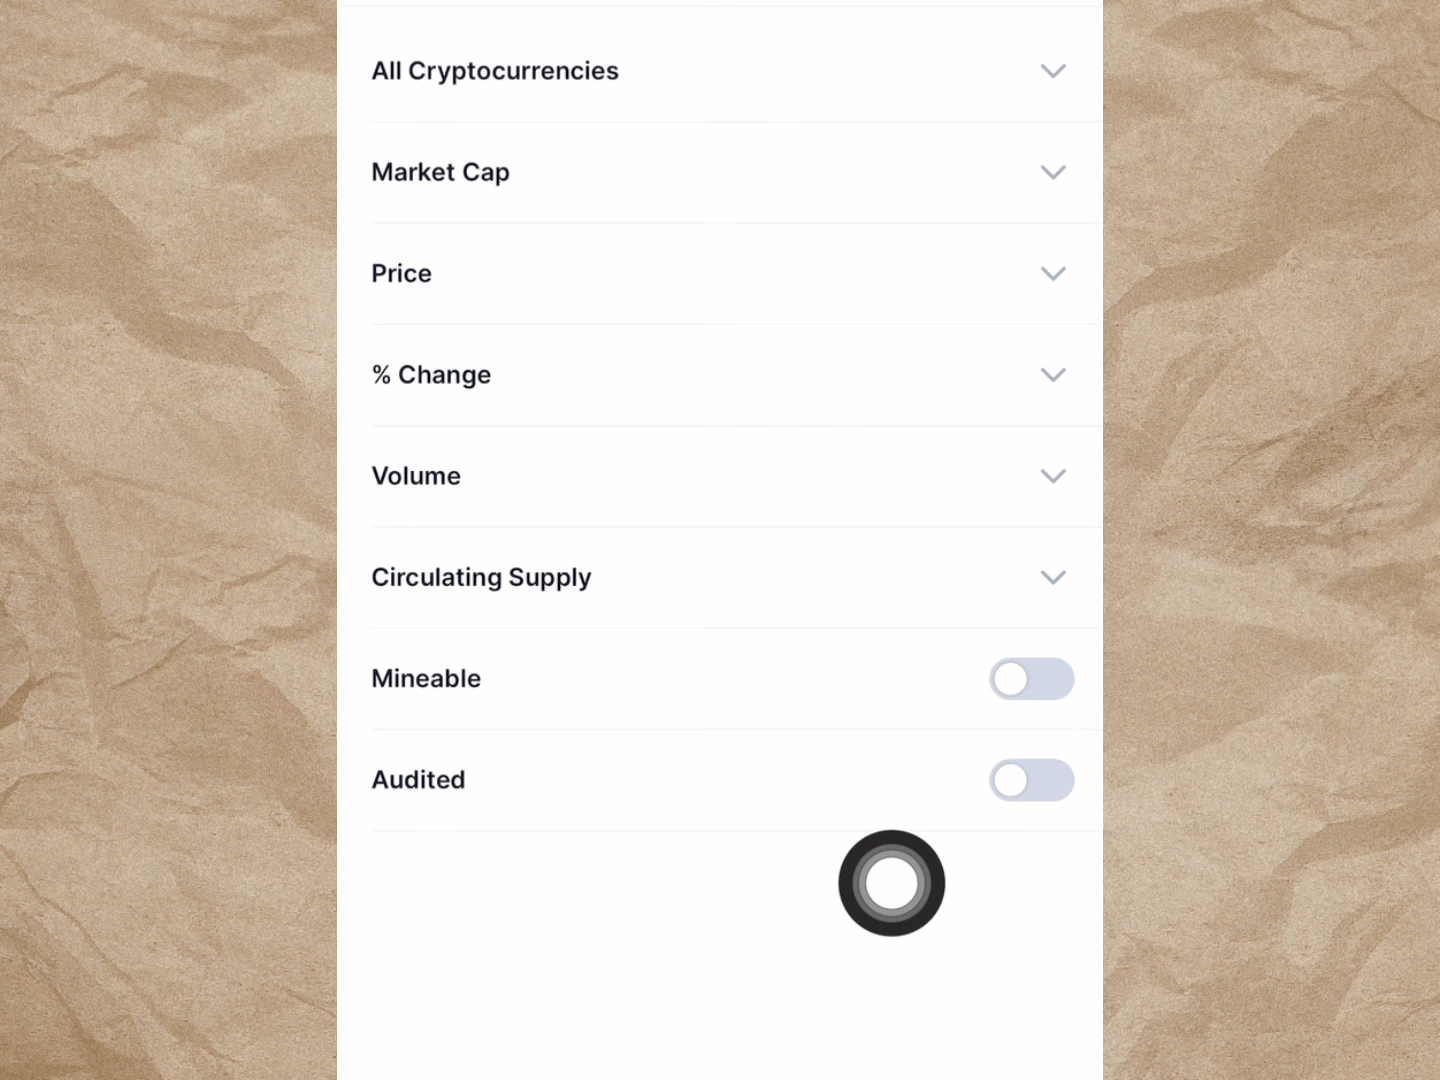 All Cryptocurrencies
Market Cap
Price
% Change
Volume
Circulating Supply
Mineable
Audited